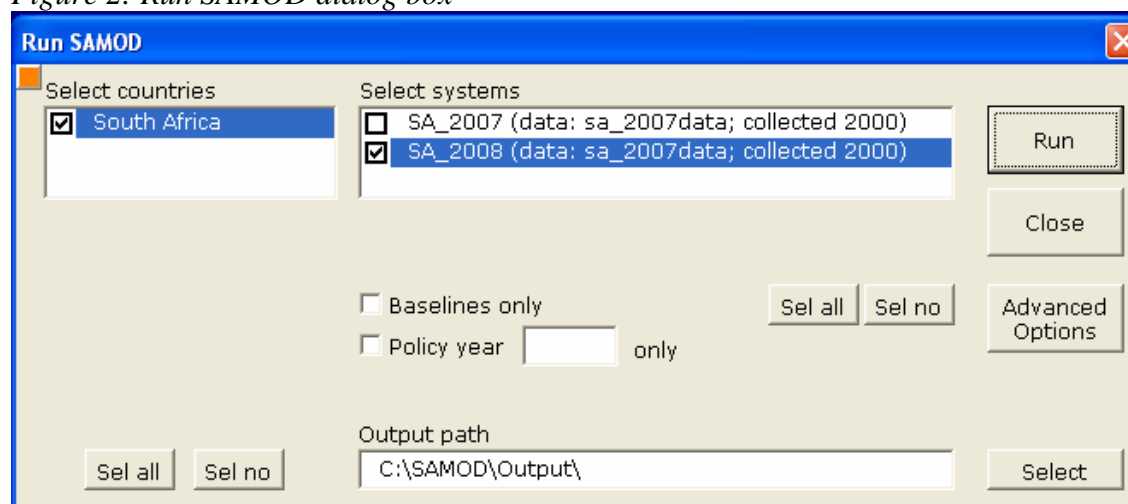 Figure 2: Run SAMOD dialog box
Run SAMOD
Select countries
South Africa
Select systems
SA_2007 (data: sa_2007data; collected 2000)
SA_2008 (data: sa_2007data; collected 2000)
Run
Close
Baselines only
Policy year only
Sel all Sel no
Advanced
Options
Sel all Sel no
Output path
C:\SAMOD\Output\
Select